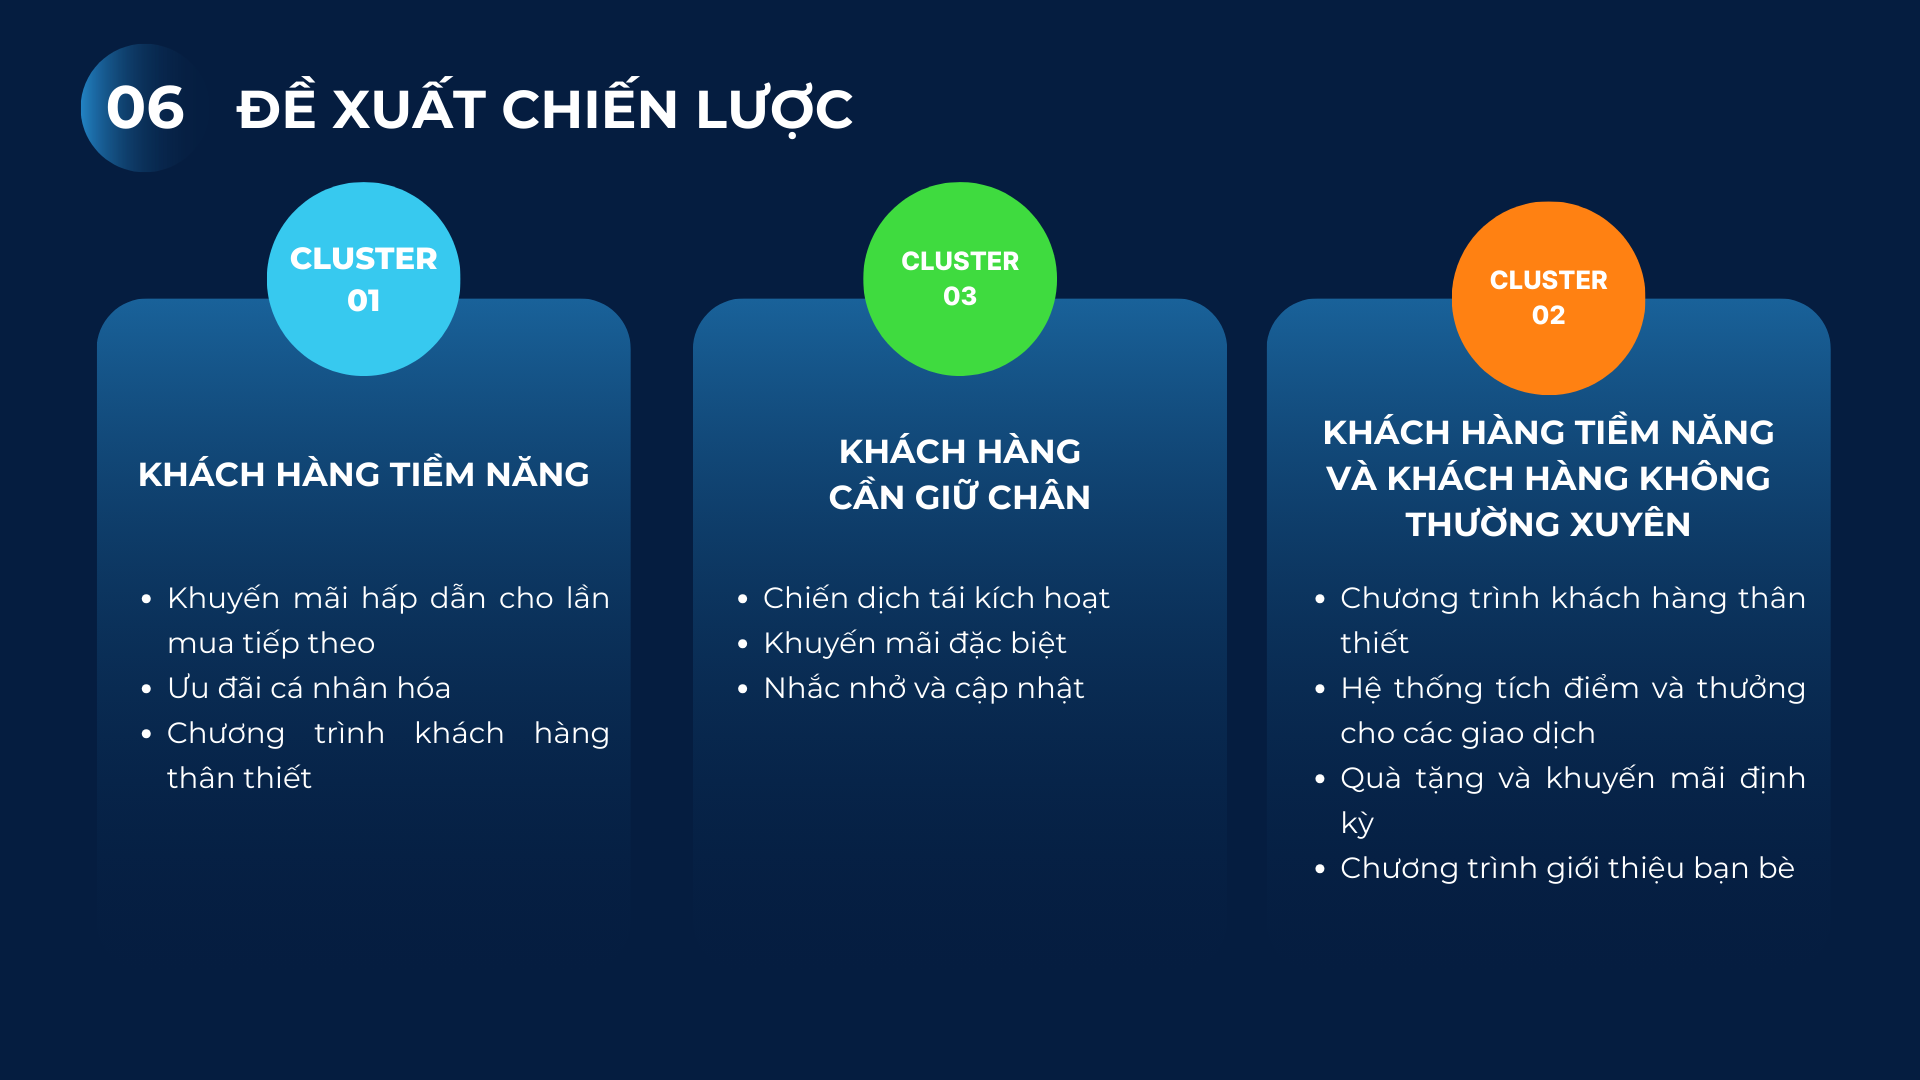 06
ĐỀ XUẤT CHIẾN LƯỢC
CLUSTER
01
KHÁCH HÀNG TIỀM NĂNG
• Khuyến mãi hấp dẫn cho lần
mua tiếp theo
• Ưu đãi cá nhân hóa
• Chương trình khách hàng
thân thiết
CLUSTER
03
KHÁCH HÀNG
CẦN GIỮ CHÂN
• Chiến dịch tái kích hoạt
• Khuyến mãi đặc biệt
• Nhắc nhở và cập nhật
CLUSTER
02
KHÁCH HÀNG TIỀM NĂNG
VÀ KHÁCH HÀNG KHÔNG
THƯỜNG XUYÊN
• Chương trình khách hàng thân
thiết
• Hệ thống tích điểm và thưởng
cho các giao dịch
• Quà tặng và khuyến mãi định
kỳ
• Chương trình giới thiệu bạn bè